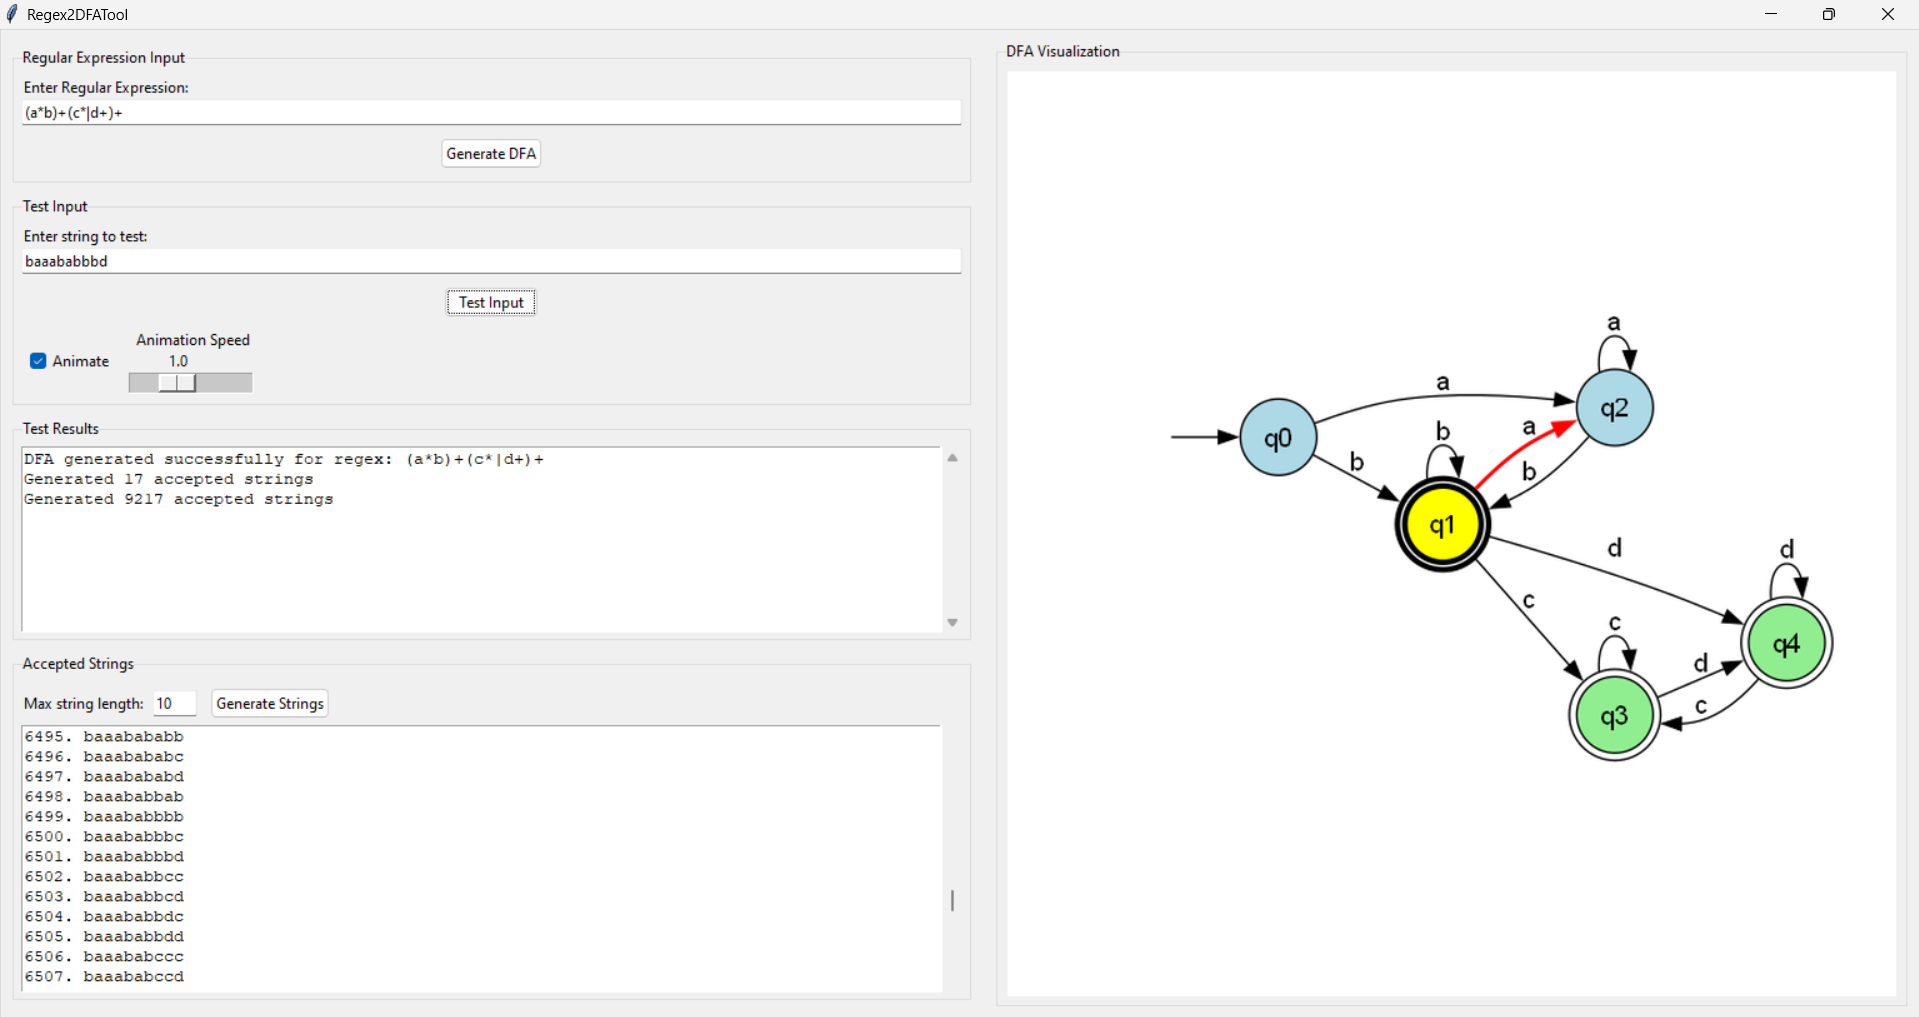 Regex2DFATool
Regular Expression Input
Enter Regular Expression:
(a*b)+(c*|d+)+
Generate DFA
Test Input
Enter string to test:
baaababbbd
Test Input
Animation Speed
Animate
1.0
Test Results
DFA generated successfully for regex: (a*b)+(c*|d+)+
Generated 17 accepted strings
Generated 9217 accepted strings
Accepted Strings
Max string length: 10 Generate Strings
6495. baaabababb
6496. baaabababc
6497. baaabababd
6498. baaababbab
6499. baaababbbb
6500. baaababbbc
6501. baaababbbd
6502. baaababbcc
6503. baaababbcd
6504. baaababbdc
6505. baaababbdd
6506. baaababccc
6507. baaababccd
DFA Visualization
a
a
q2
q0
b
a
b
b
q1
d
d
c
c
q4
d
q3
c